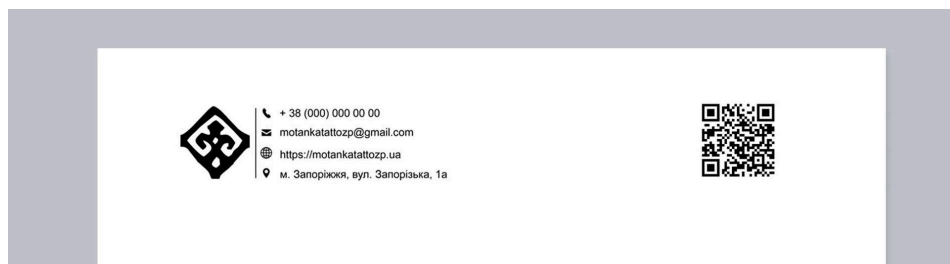 + 38 (000) 000 00 00
motankatattozp@gmail.com
https://motankatattozp.ua
м. Запоріжжя, вул. Запорізька, 1а